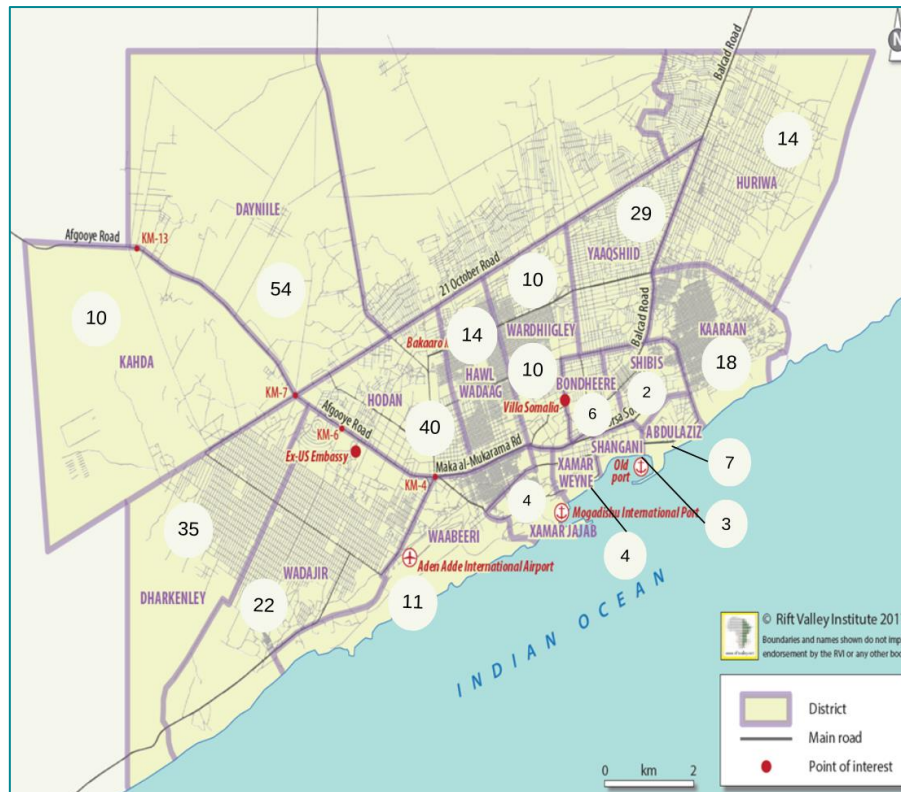 Balcad Road
N
14
HURIWA
29
YAAQSHIID
DAYNIILE
Afgooye Road
KM-13
54
21 October Road
10
10
KAHDA
14
WARDHIIGLEY
Balcad Road
KAARAAN
18
Bakaaro
HAWL
WADAAG
10
BONDHEERE
SHIBIS
2
KM-7
HODAN
Afgooye Road
Villa Somalia
6
KM-6
40
Ex-US Embassy
Maka al-Mukarama Rd
ABDULAZIZ
SHANGANI
7
KM-4
XAMAR
WEYNE
Old
port
4
Mogadishu International Port
3
XAMAR JAJAB
4
35
WAABEERI
Aden Adde International Airport
WADAJIR
DHARKENLEY
22
11
INDIAN OCEAN
© Rift Valley Institute 201
Boundaries and names shown do not
endorsement by the RVI or any other
District
Main road
Point of interest
0 km 2